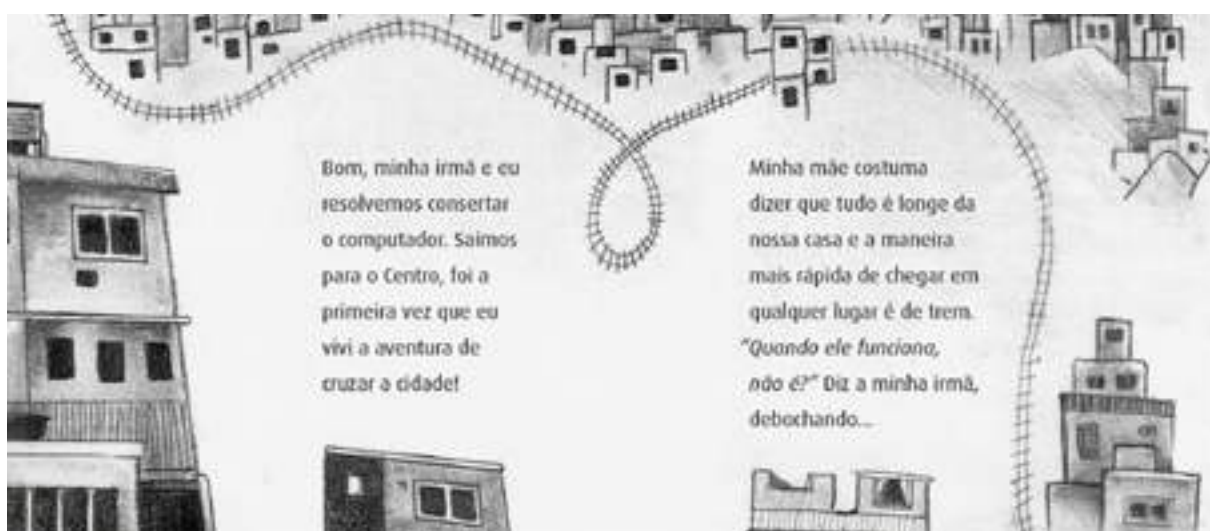 Bom, minha irmã e eu
resolvemos consertar
o computador. Saímos
para o Centro, foi a
primeira vez que eu
vivi a aventura de
cruzar a cidade!
Minha mãe costuma
dizer que tudo é longe da
nossa casa e a maneira
mais rápida de chegar em
qualquer lugar é de trem.
"Quando ele funciona,
não é?" Diz a minha irmã,
debochando...